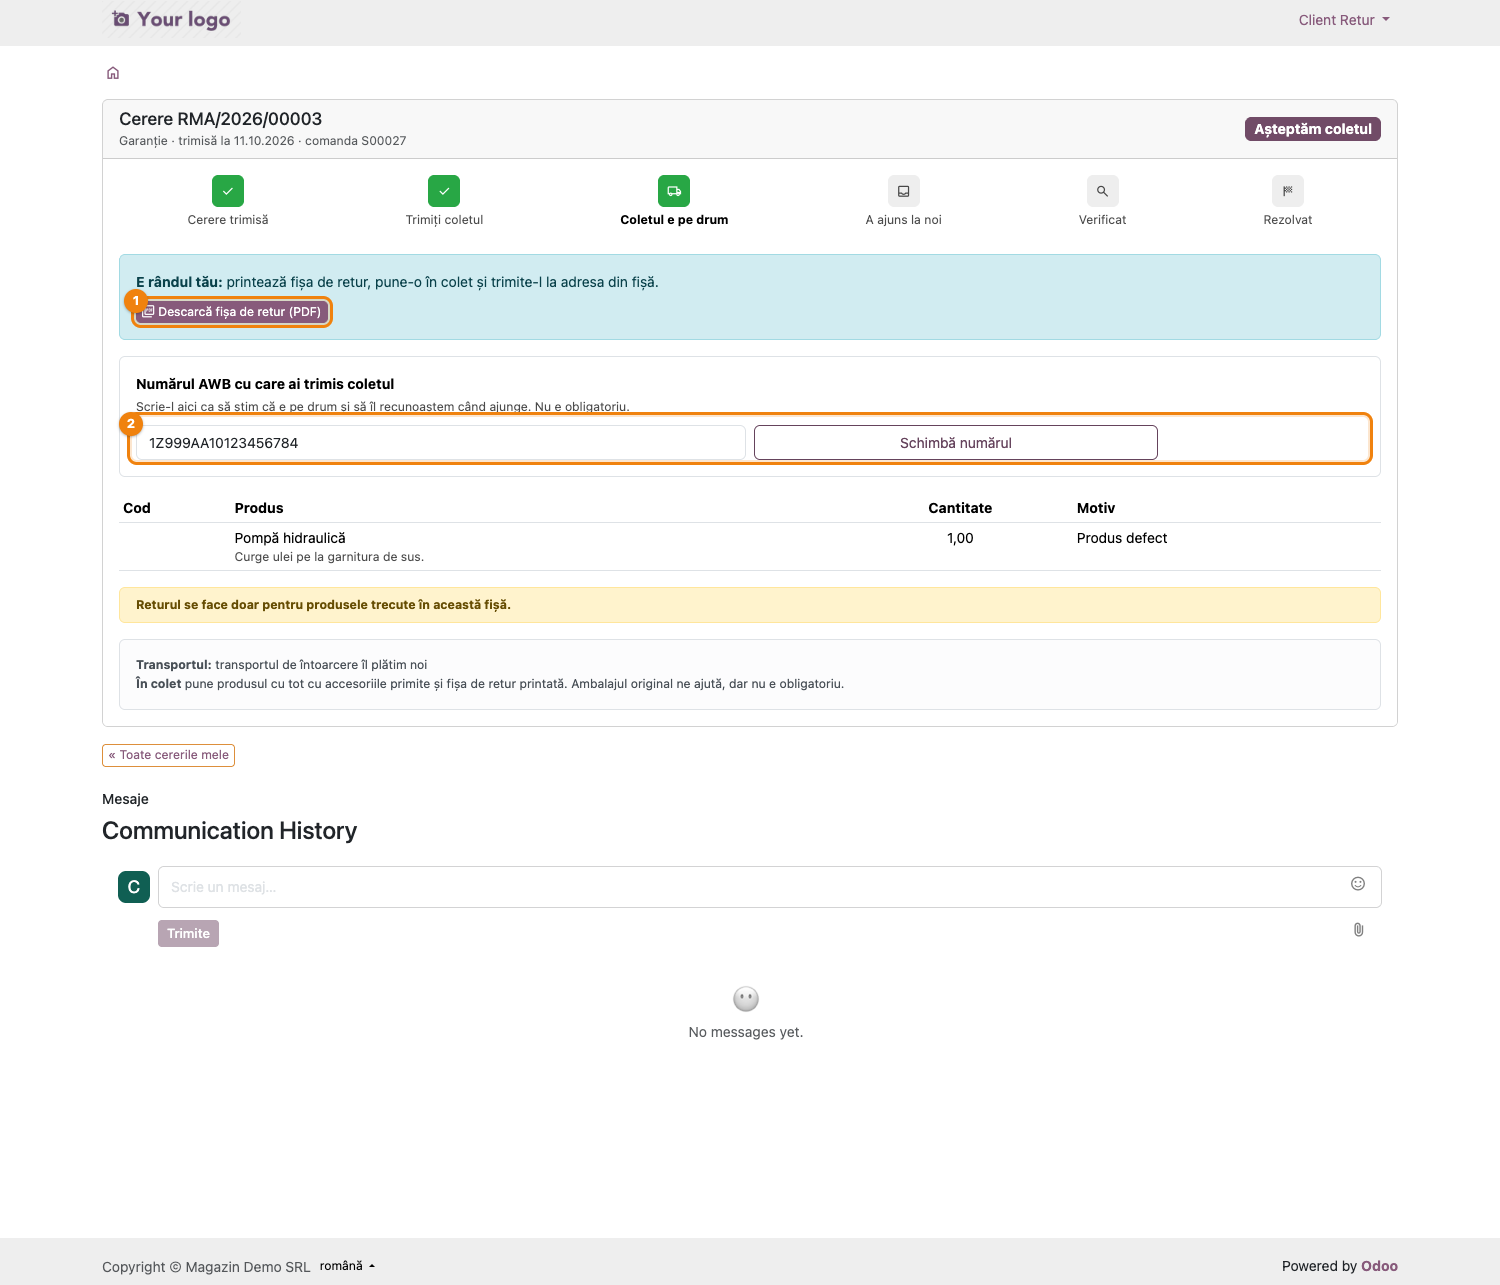 Your logo
Client Retur
Cerere RMA/2026/00003
Garanție · trimisă la 11.10.2026 · comanda S00027
Așteptăm coletul
Cerere trimisă
Trimiți coletul
Coletul e pe drum
A ajuns la noi
Verificat
Rezolvat
E rândul tău: printează fișa de retur, pune-o în colet și trimite-l la adresa din fișă.
1
Descarcă fișa de retur (PDF)
Numărul AWB cu care ai trimis coletul
Scrie-l aici ca să știm că e pe drum și să îl recunoaștem când ajunge. Nu e obligatoriu.
2
1Z999AA10123456784
Schimbă numărul
Cod Produs Cantitate Motiv
Pompă hidraulică 1,00 Produs defect
Curge ulei pe la garnitura de sus.
Returul se face doar pentru produsele trecute în această fișă.
Transportul: transportul de întoarcere îl plătim noi
În colet pune produsul cu tot cu accesoriile primite și fișa de retur printată. Ambalajul original ne ajută, dar nu e obligatoriu.
« Toate cererile mele
Mesaje
Communication History
C
Scrie un mesaj...
Trimite
No messages yet.
Copyright © Magazin Demo SRL română
Powered by Odoo